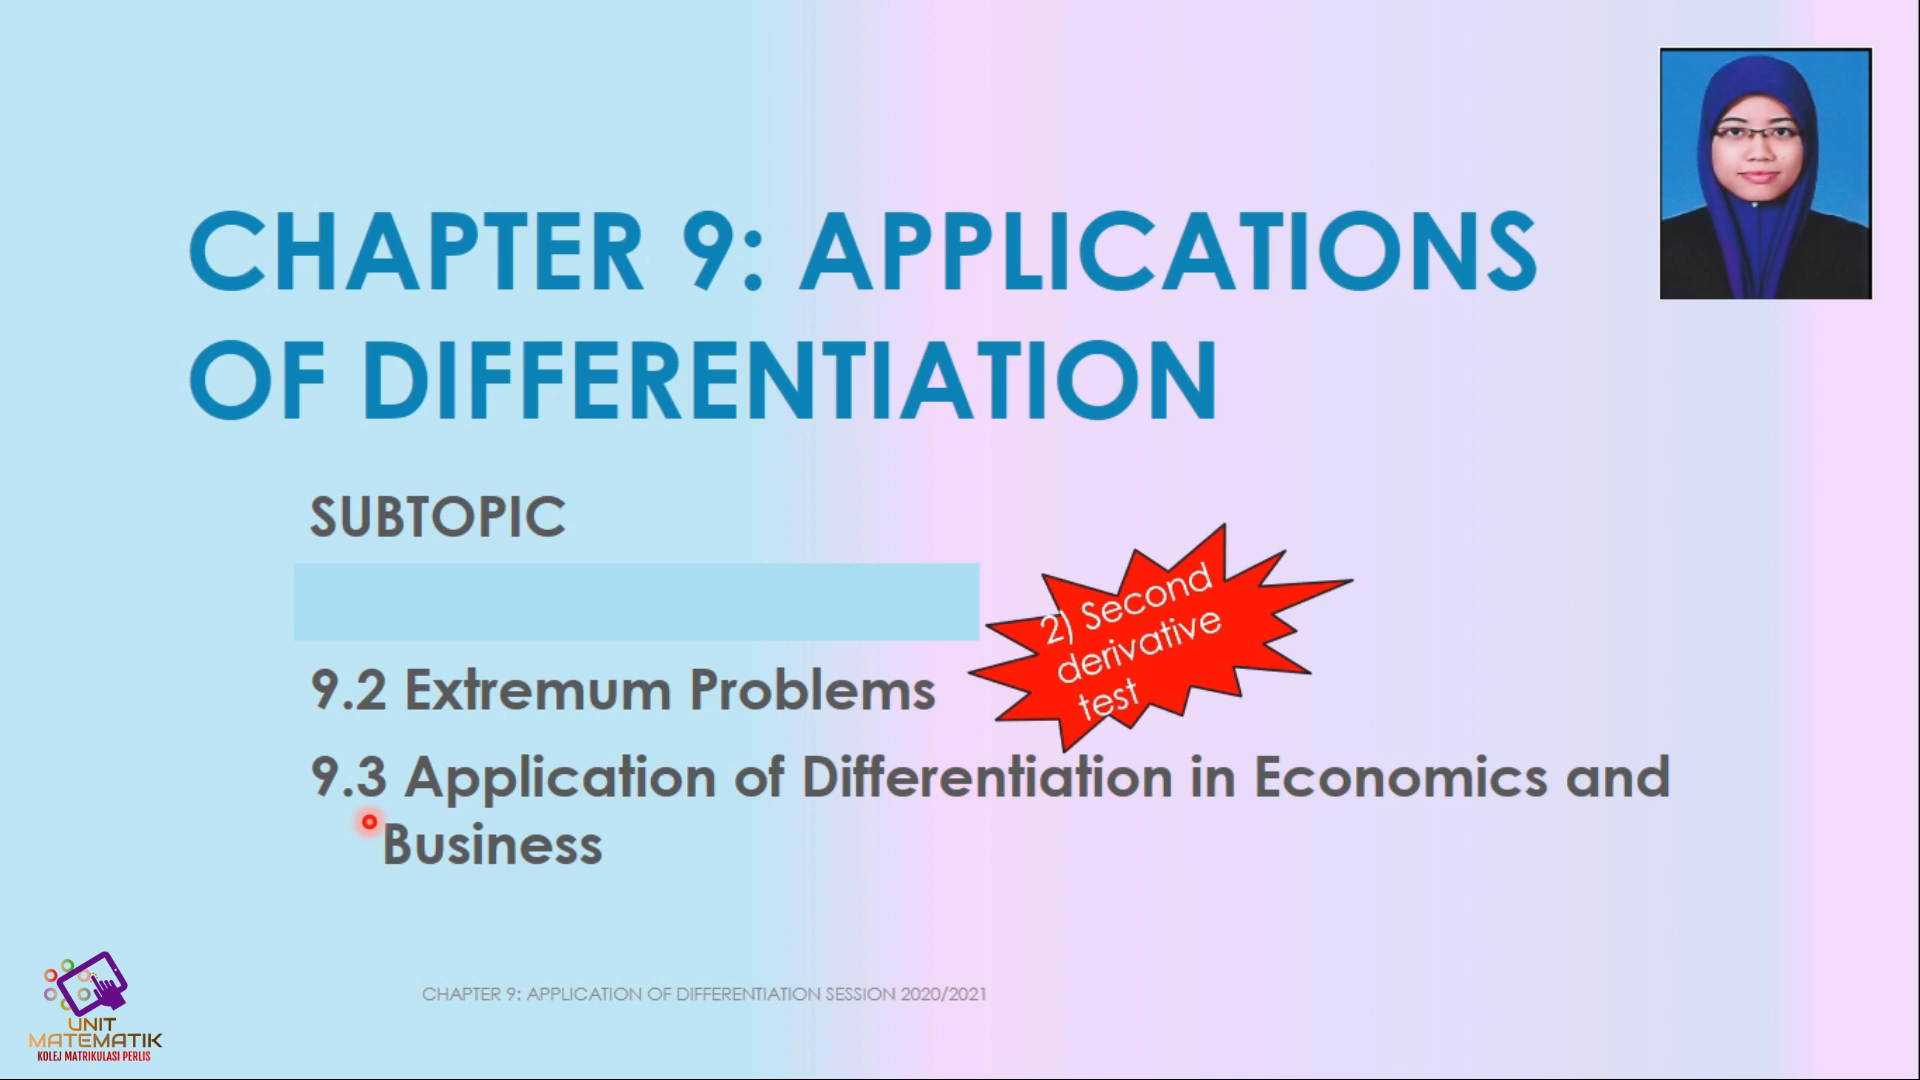 CHAPTER 9: APPLICATIONS
OF DIFFERENTIATION
SUBTOPIC
2) Second
derivative
test
9.2 Extremum Problems
9.3 Application of Differentiation in Economics and
Business
CHAPTER 9: APPLICATION OF DIFFERENTIATION SESSION 2020/2021
UNIT
MATEMATIK
KOLEJ MATRIKULASI PERLIS